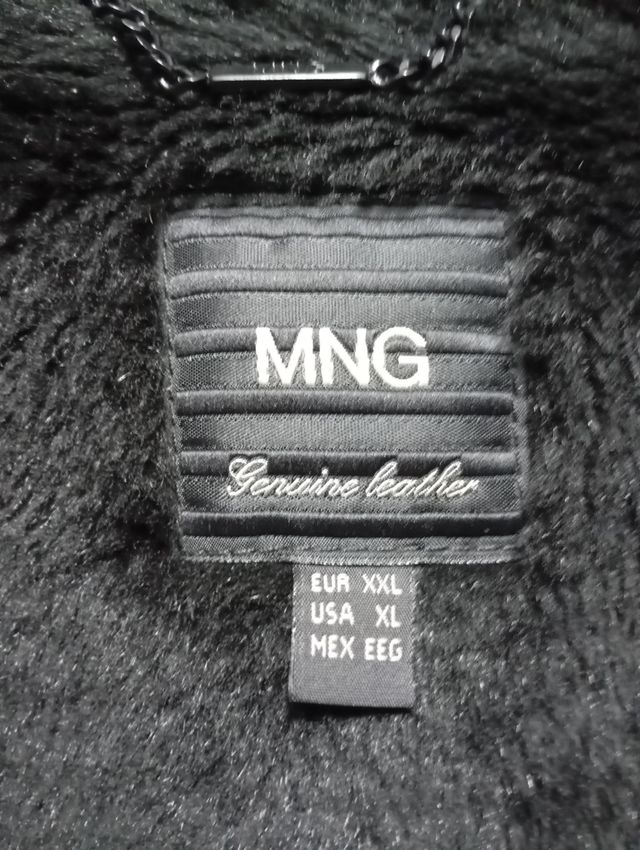 MNG
Genuine leather
EUR XXL
USA XL
MEX EEG